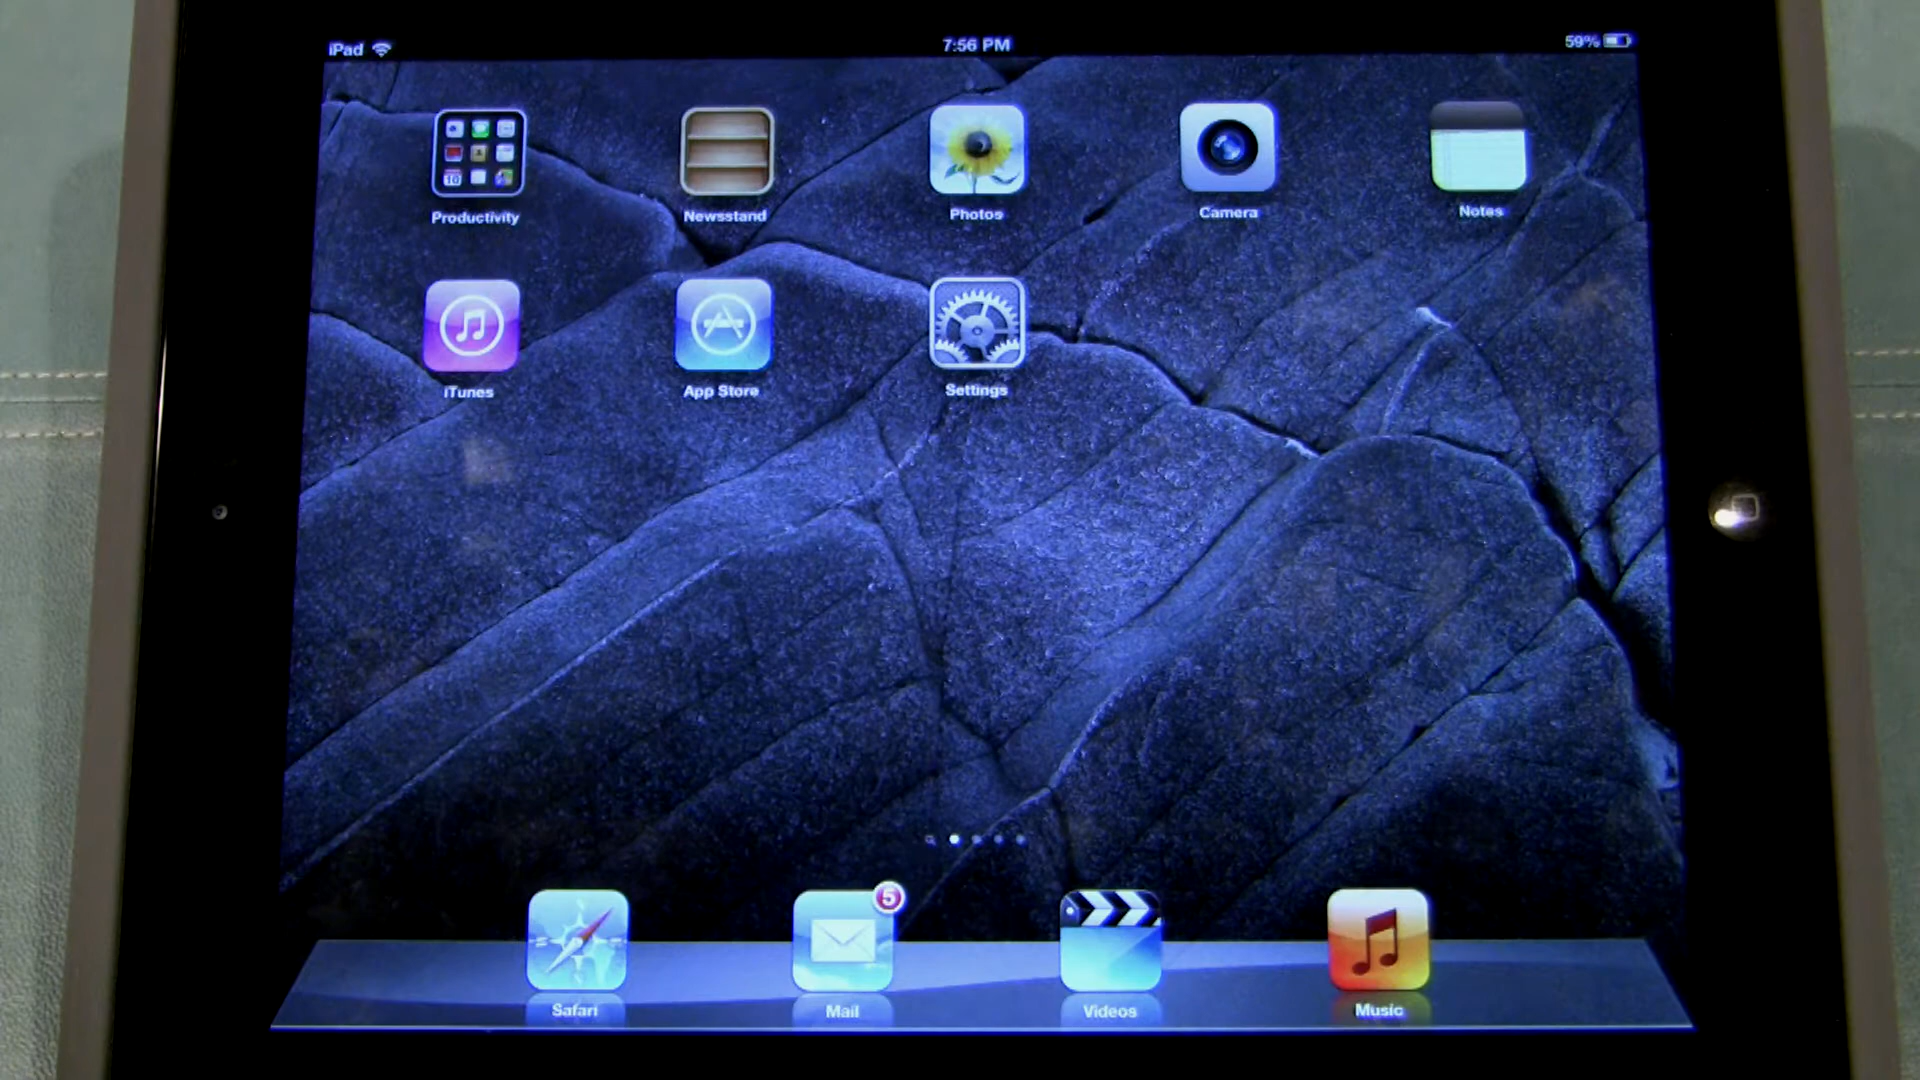 iPad 7:56 PM 59%
Productivity Newsstand Photos Camera Notes
iTunes App Store Settings
5
Safari Mail Videos Music